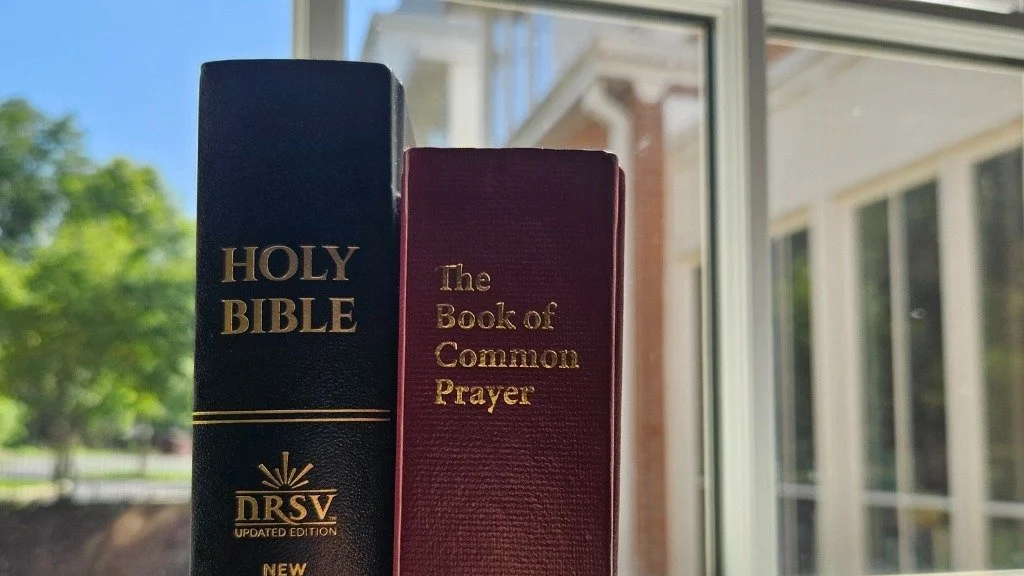 HOLY
BIBLE
NRSV
UPDATED EDITION
NEW
The
Book of
Common
Prayer